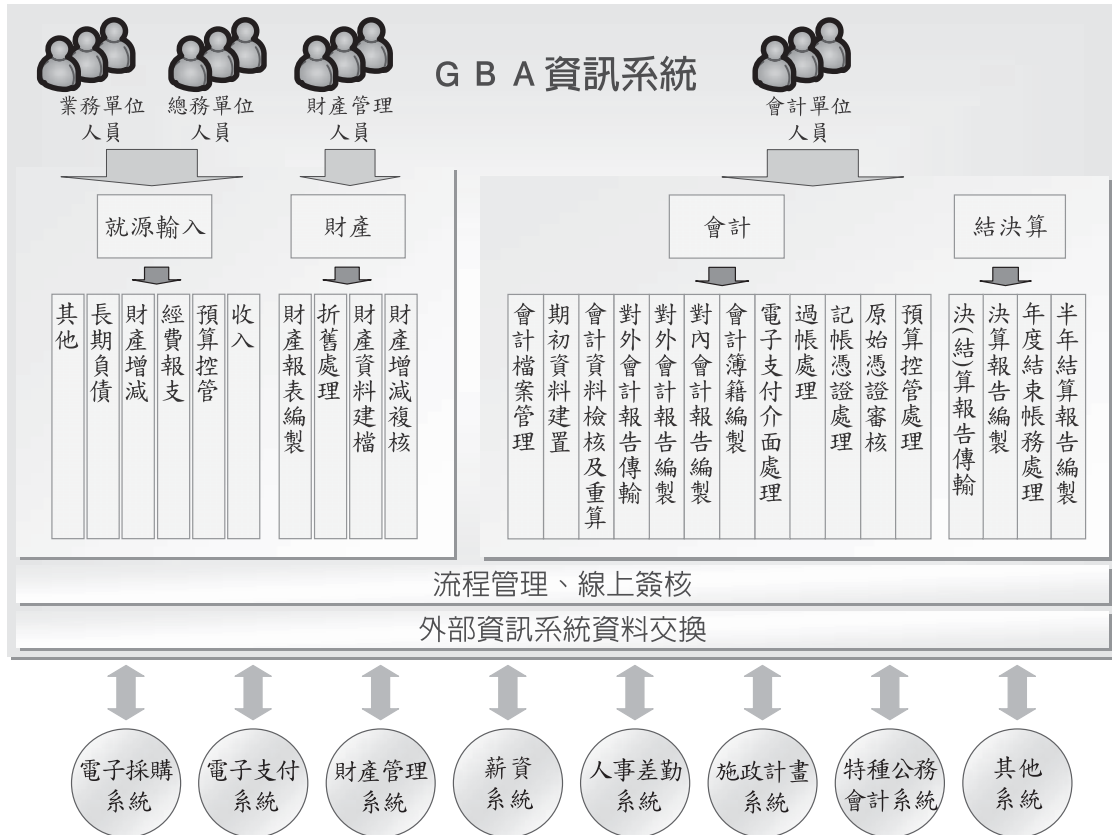 GBA資訊系統
業務單位
人員
總務單位
人員
財產管理
人員
會計單位
人員
就源輸入
財產
會計
結決算
其他
長期負債
財產增減
經費報支
預算控管
收入
財產報表編製
折舊處理
財產資料建檔
財產增減複核
會計檔案管理
期初資料建置
會計資料檢核及重算
對外會計報告傳輸
對外會計報告編製
對內會計報告編製
會計簿籍編製
電子支付介面處理
過帳處理
記帳憑證處理
原始憑證審核
預算控管處理
決(結)算報告傳輸
決算報告編製
年度結束帳務處理
半年結算報告編製
流程管理、線上簽核
外部資訊系統資料交換
電子採購
系統
電子支付
系統
財產管理
系統
薪資
系統
人事差勤
系統
施政計畫
系統
特種公務
會計系統
其他
系統